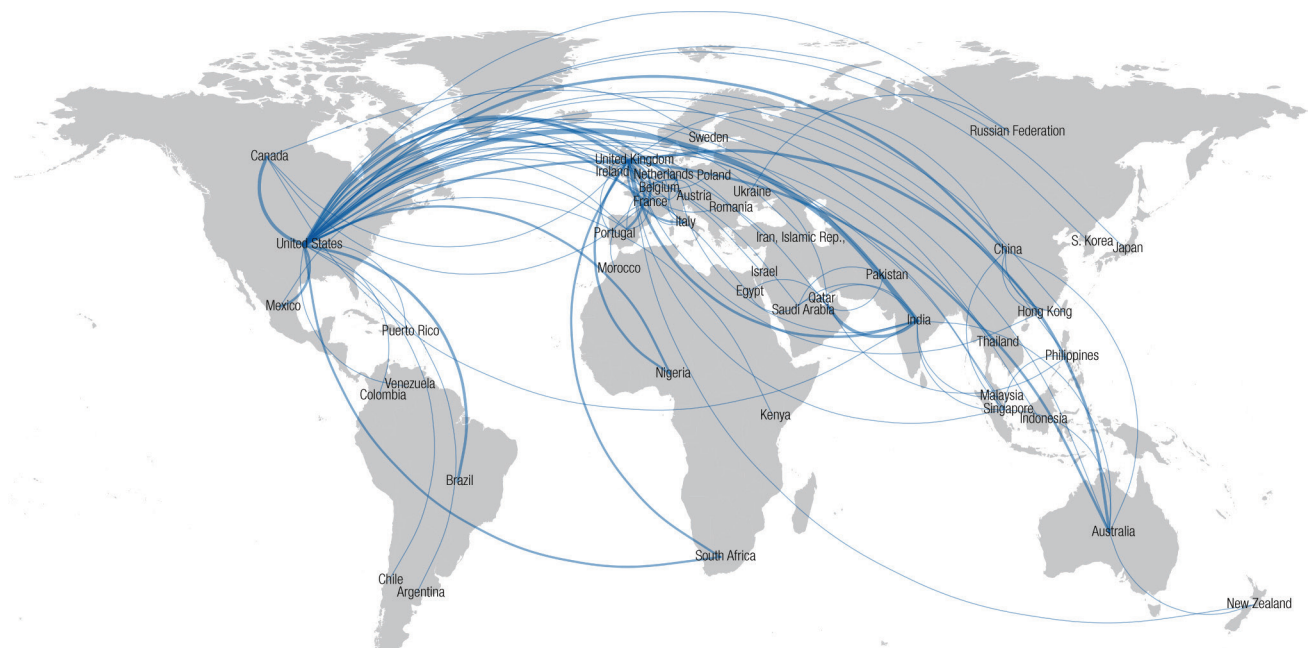 Russian Federation
Sweden
Canada
United Kingdom
Ireland
Netherlands
Poland
Belgium
Ukraine
Austria
France
Romania
Italy
Portugal
United States
Iran, Islamic Rep.,
China
S. Korea
Japan
Morocco
Israel
Pakistan
Egypt
Qatar
Mexico
Saudi Arabia
Hong Kong
India
Puerto Rico
Thailand
Philippines
Nigeria
Venezuela
Colombia
Malaysia
Singapore
Kenya
Indonesia
Brazil
Australia
South Africa
Chile
Argentina
New Zealand